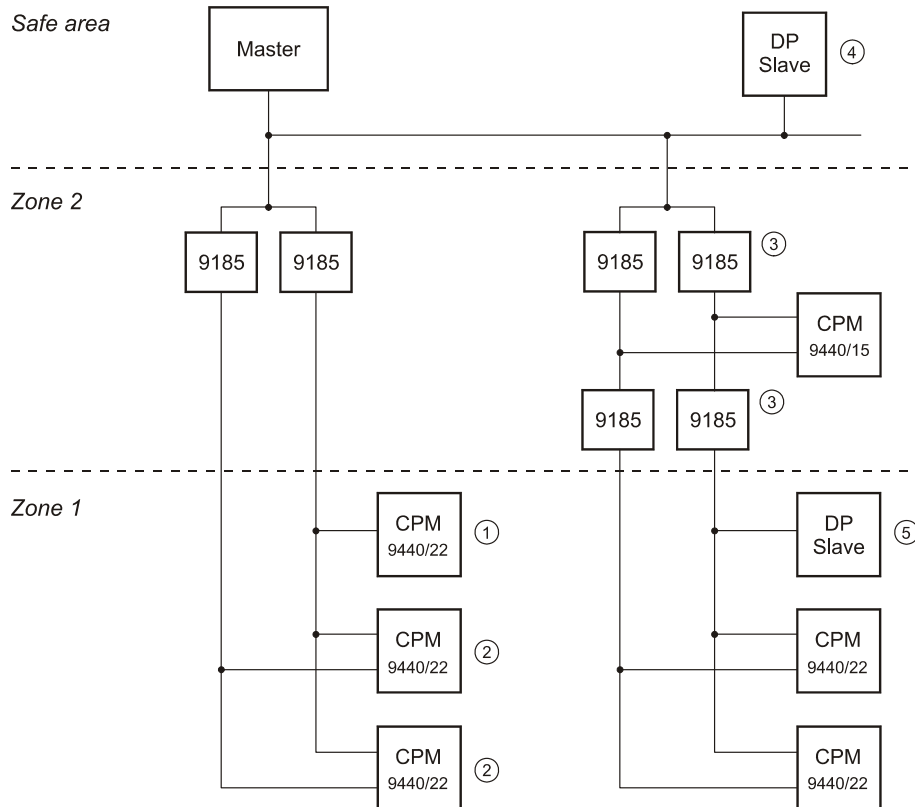 Safe area
Master
DP
Slave
4
Zone 2
9185
9185
9185
9185
3
CPM
9440/15
9185
9185
3
Zone 1
CPM
9440/22
1
DP
Slave
5
CPM
9440/22
2
CPM
9440/22
CPM
9440/22
2
CPM
9440/22